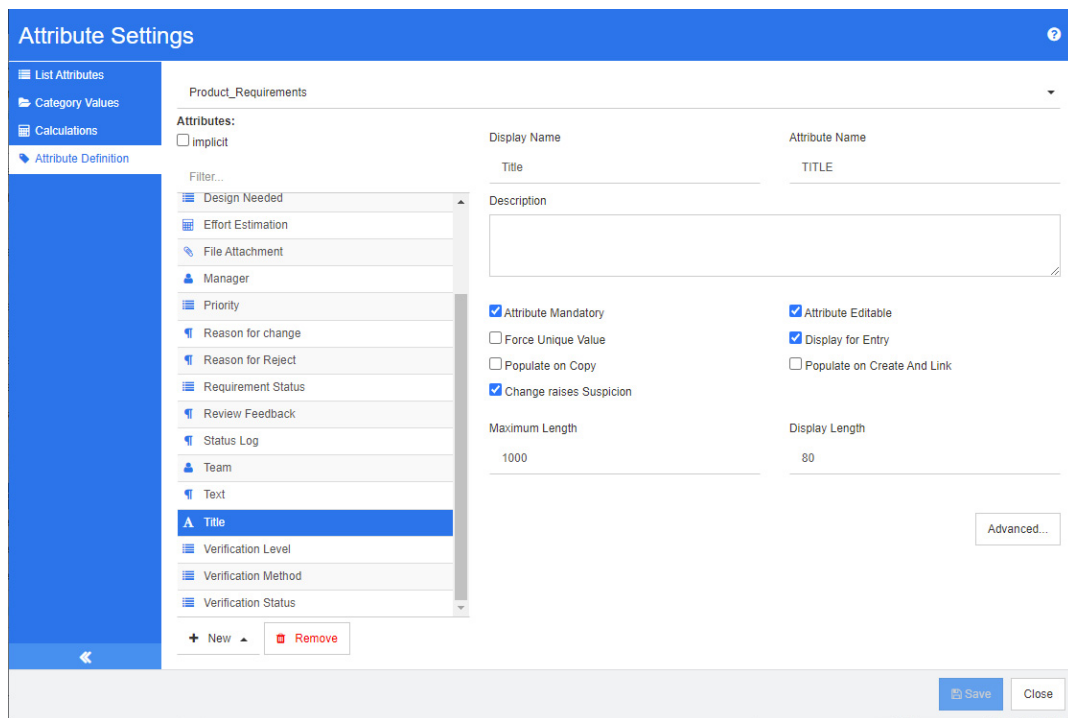 Attribute Settings
List Attributes
Category Values
Calculations
Attribute Definition
Product_Requirements
Attributes:
implicit
Filter...
Design Needed
Effort Estimation
File Attachment
Manager
Priority
Reason for change
Reason for Reject
Requirement Status
Review Feedback
Status Log
Team
Text
Title
Verification Level
Verification Method
Verification Status
New
Remove
Display Name
Attribute Name
Title
TITLE
Description
Attribute Mandatory
Attribute Editable
Force Unique Value
Display for Entry
Populate on Copy
Populate on Create And Link
Change raises Suspicion
Maximum Length
Display Length
1000
80
Advanced...
Save
Close